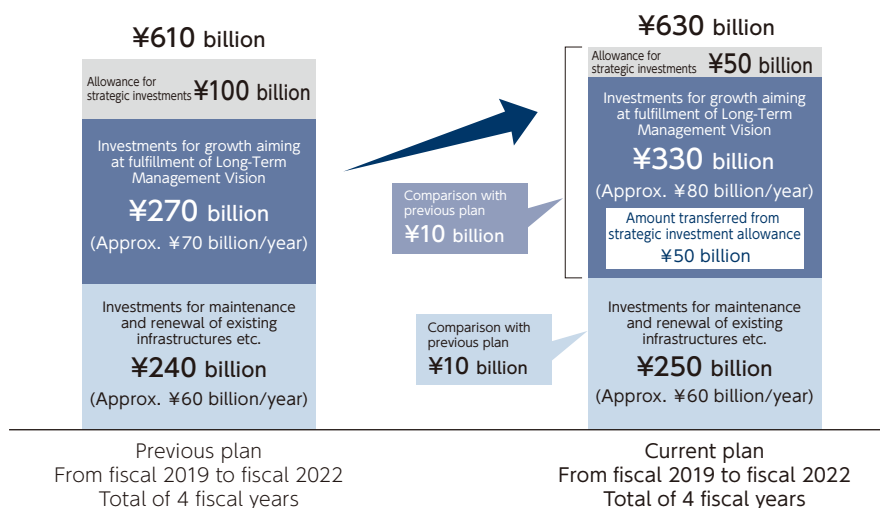 ¥610 billion
Allowance for
strategic investments ¥100 billion
Investments for growth aiming
at fulfillment of Long-Term
Management Vision
¥270 billion
(Approx. ¥70 billion/year)
Investments for maintenance
and renewal of existing
infrastructures etc.
¥240 billion
(Approx. ¥60 billion/year)
Previous plan
From fiscal 2019 to fiscal 2022
Total of 4 fiscal years
Comparison with
previous plan
¥10 billion
Comparison with
previous plan
¥10 billion
¥630 billion
Allowance for
strategic investments ¥50 billion
Investments for growth aiming
at fulfillment of Long-Term
Management Vision
¥330 billion
(Approx. ¥80 billion/year)
Amount transferred from
strategic investment allowance
¥50 billion
Investments for maintenance
and renewal of existing
infrastructures etc.
¥250 billion
(Approx. ¥60 billion/year)
Current plan
From fiscal 2019 to fiscal 2022
Total of 4 fiscal years